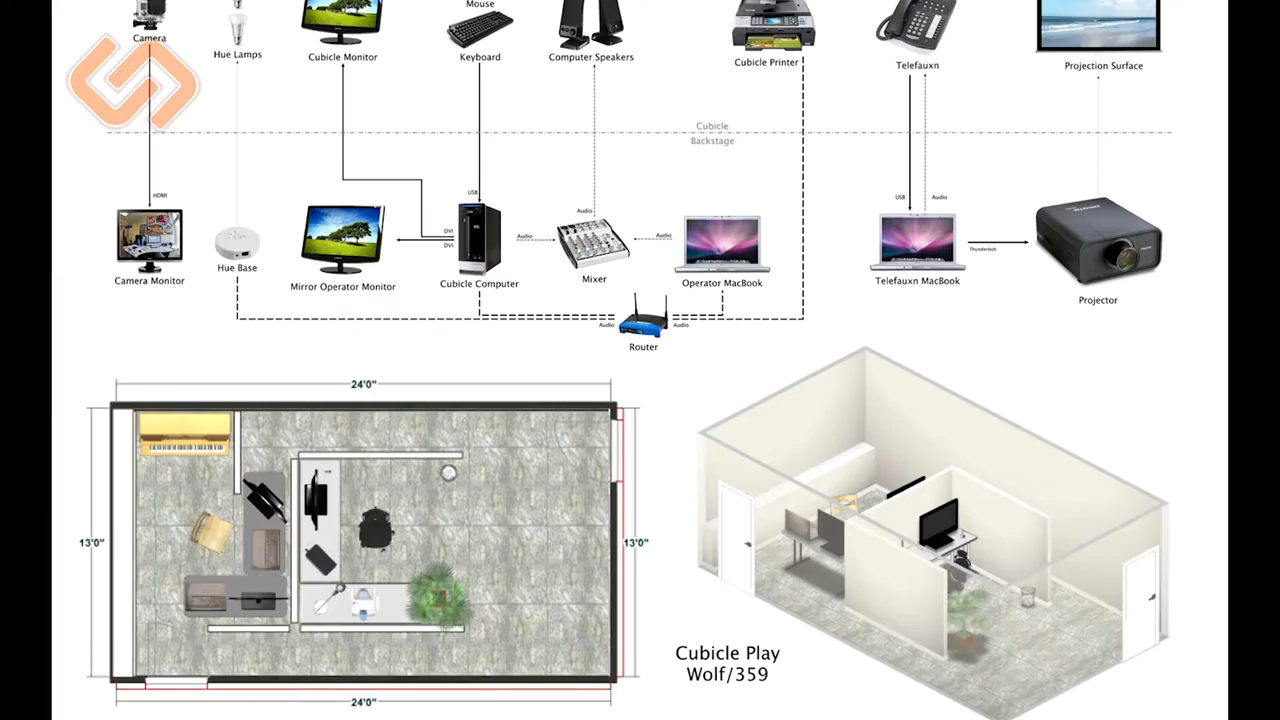 Mouse
Camera
Hue Lamps
Cubicle Monitor
Keyboard
Computer Speakers
Cubicle Printer
Telefauxn
Projection Surface
Cubicle
Backstage
HDMI
USB
Audio
USB
Audio
DVI
DVI
Audio
Audio
Thunderbolt
Camera Monitor
Hue Base
Mirror Operator Monitor
Cubicle Computer
Mixer
Operator MacBook
Telefauxn MacBook
Projector
Audio
Audio
Router
24'0"
13'0"
13'0"
24'0"
Cubicle Play
Wolf/359